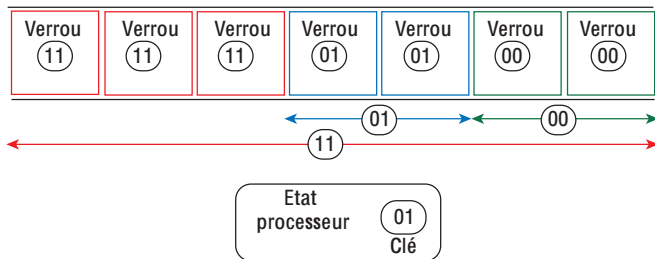 Verrou Verrou Verrou Verrou Verrou Verrou Verrou
11 11 11 01 01 00 00
01 00
11
Etat
processeur 01
Clé